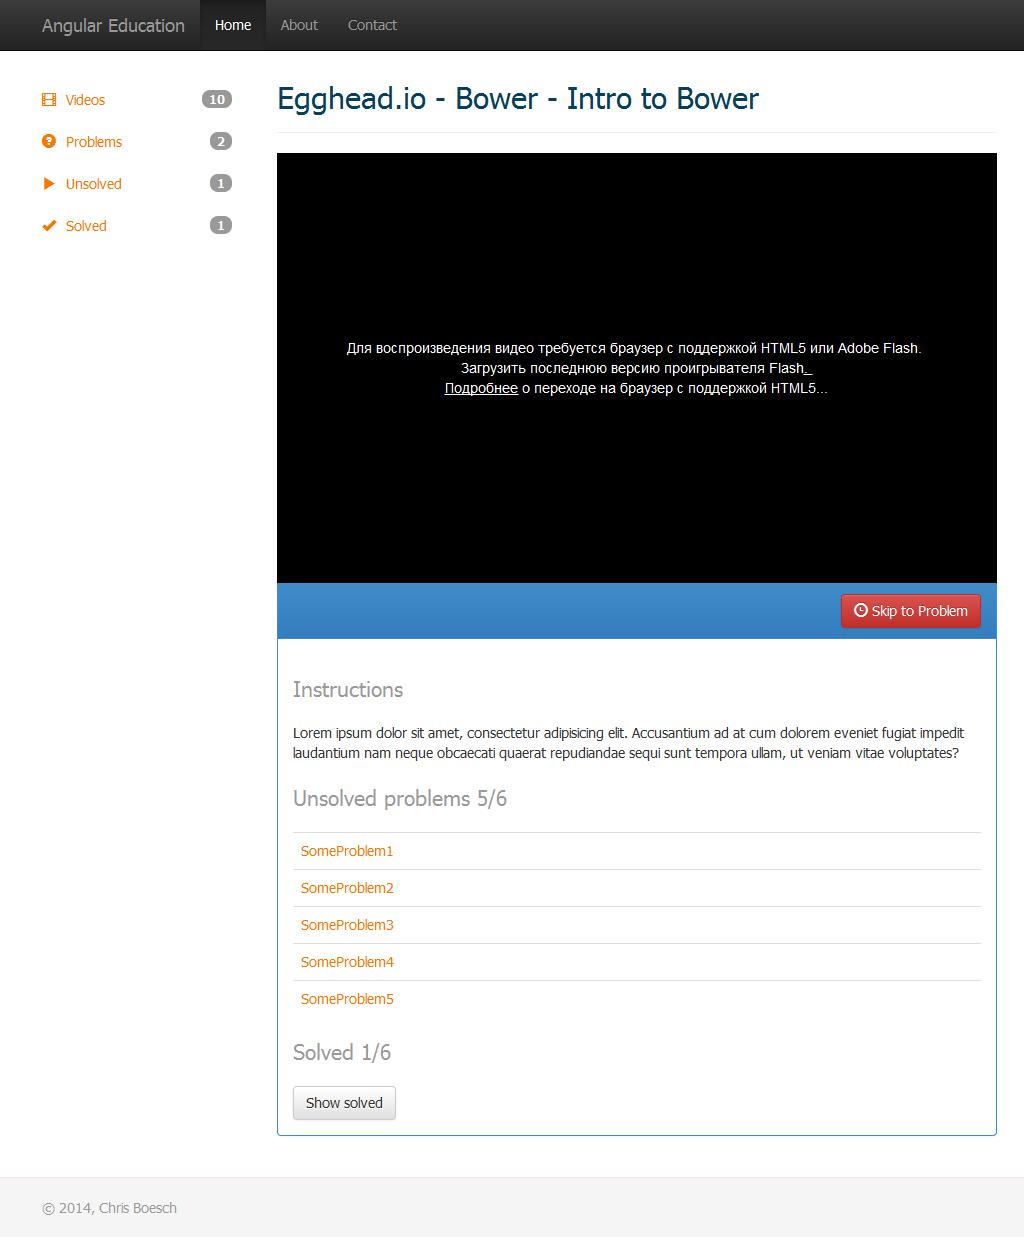 Angular Education Home About Contact
Videos 10
Problems 2
Unsolved 1
Solved 1
Egghead.io - Bower - Intro to Bower
Для воспроизведения видео требуется браузер с поддержкой HTML5 или Adobe Flash.
Загрузить последнюю версию проигрывателя Flash.
Подробнее о переходе на браузер с поддержкой HTML5...
Skip to Problem
Instructions
Lorem ipsum dolor sit amet, consectetur adipisicing elit. Accusantium ad at cum dolorem eveniet fugiat impedit
laudantium nam neque obcaecati quaerat repudiandae sequi sunt tempora ullam, ut veniam vitae voluptates?
Unsolved problems 5/6
SomeProblem1
SomeProblem2
SomeProblem3
SomeProblem4
SomeProblem5
Solved 1/6
Show solved
© 2014, Chris Boesch